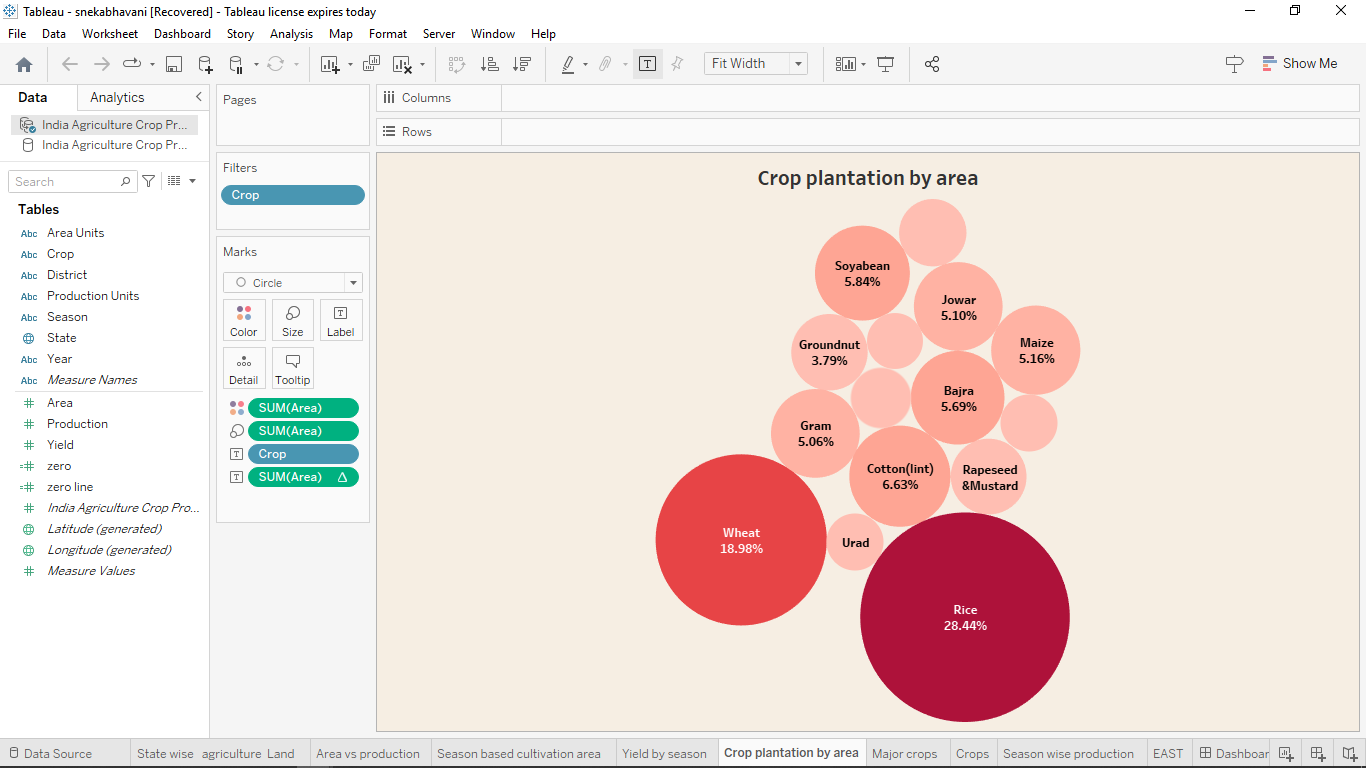 Tableau - snekabhavani [Recovered] - Tableau license expires today
File Data Worksheet Dashboard Story Analysis Map Format Server Window Help
Fit Width
Show Me
Data Analytics
India Agriculture Crop Pr...
India Agriculture Crop Pr...
Search
Tables
Abc Area Units
Abc Crop
Abc District
Abc Production Units
Abc Season
State
Abc Year
Abc Measure Names
# Area
# Production
# Yield
=# zero
=# zero line
# India Agriculture Crop Pro...
Latitude (generated)
Longitude (generated)
# Measure Values
Pages
Filters
Crop
Marks
Circle
Color Size T Label
Detail Tooltip
SUM(Area)
SUM(Area)
T Crop
T SUM(Area) Δ
Columns
Rows
Crop plantation by area
Soyabean
5.84%
Jowar
5.10%
Groundnut
3.79%
Maize
5.16%
Bajra
5.69%
Gram
5.06%
Cotton(lint)
6.63%
Rapeseed
&Mustard
Wheat
18.98%
Urad
Rice
28.44%
Data Source State wise agriculture Land Area vs production Season based cultivation area Yield by season Crop plantation by area Major crops Crops Season wise production EAST Dashboar